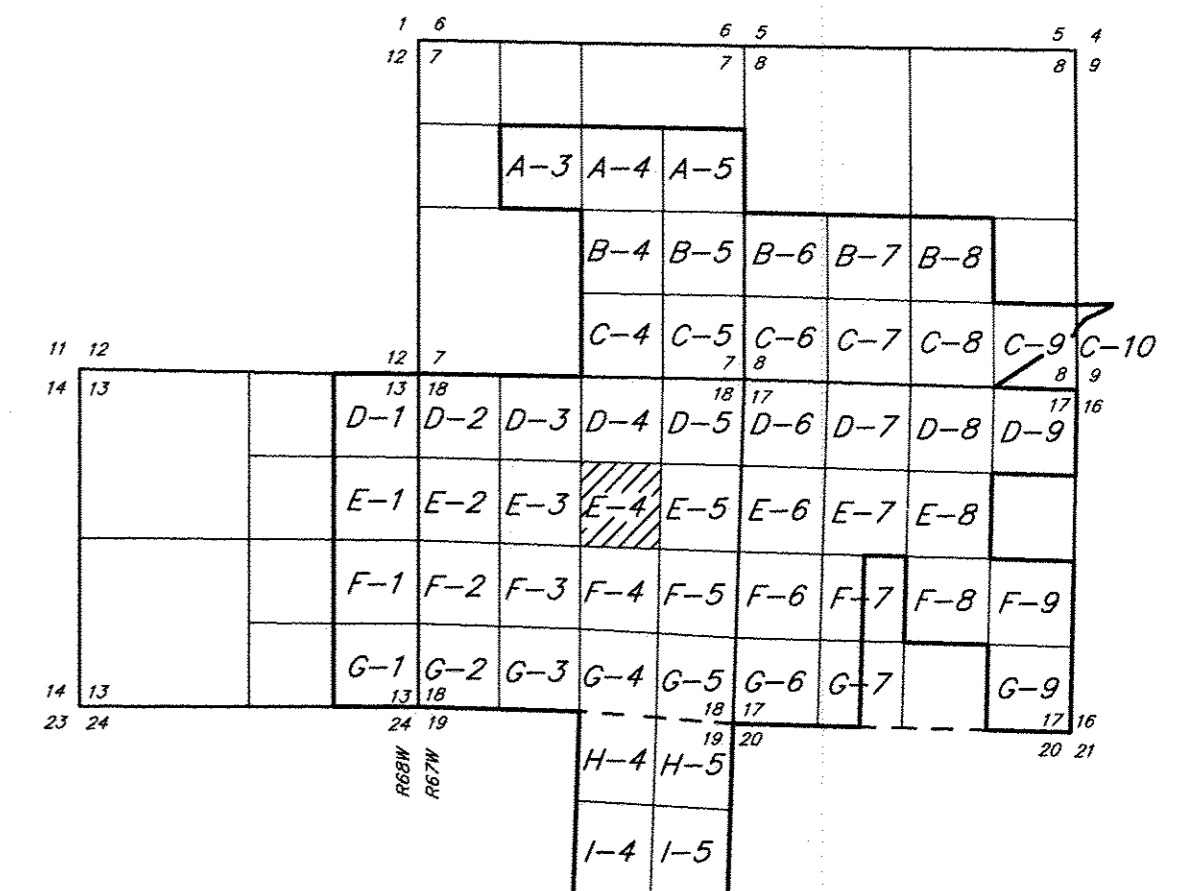 1 6 6 5 5 4
12 7 7 8 8 9
A-3 A-4 A-5
B-4 B-5 B-6 B-7 B-8
C-4 C-5 C-6 C-7 C-8 C-9 C-10
11 12 12 7 7 8 8 9
14 13 13 18 18 17 17 16
D-1 D-2 D-3 D-4 D-5 D-6 D-7 D-8 D-9
E-1 E-2 E-3 E-4 E-5 E-6 E-7 E-8
F-1 F-2 F-3 F-4 F-5 F-6 F-7 F-8 F-9
G-1 G-2 G-3 G-4 G-5 G-6 G-7 G-9
14 13 13 18 18 17 17 16
23 24 24 19 19 20 20 21
R68W
R67W
H-4 H-5
I-4 I-5